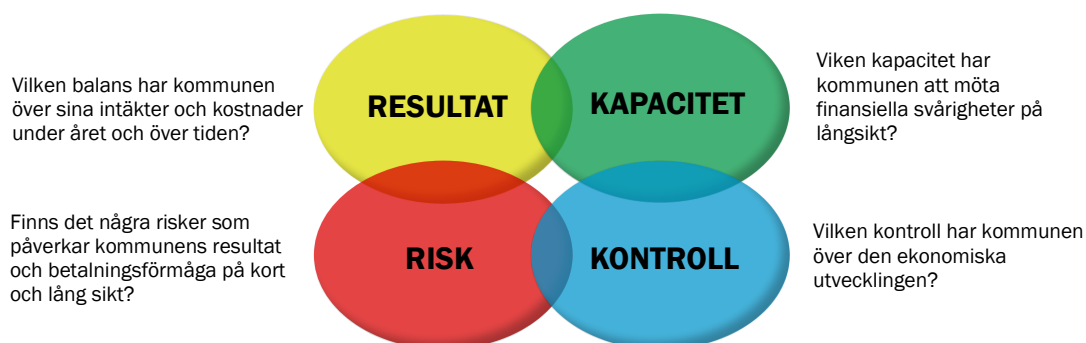 Vilken balans har kommunen
över sina intäkter och kostnader
under året och över tiden?
RESULTAT
KAPACITET
Viken kapacitet har
kommunen att möta
finansiella svårigheter på
långsikt?
Finns det några risker som
påverkar kommunens resultat
och betalningsförmåga på kort
och lång sikt?
RISK
KONTROLL
Vilken kontroll har kommunen
över den ekonomiska
utvecklingen?